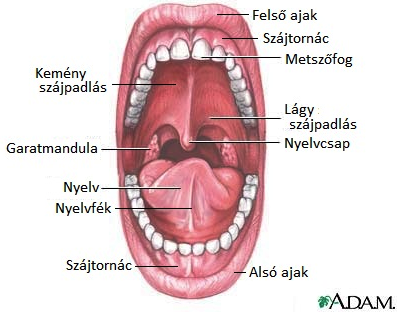 Felső ajak
Szájtornác
Metszőfog
Kemény
szájpadlás
Lágy
szájpadlás
Nyelvcsap
Garatmandula
Nyelv
Nyelvfék
Szájtornác
Alsó ajak
A.D.A.M.